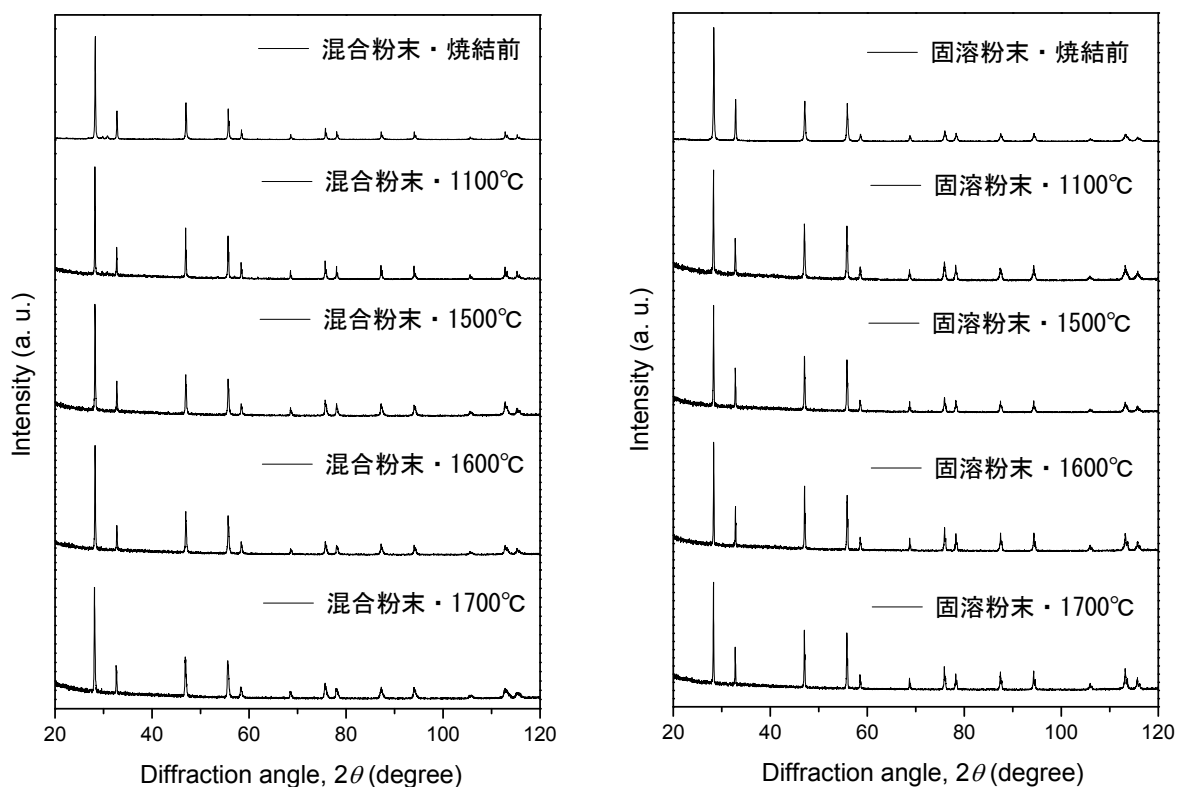 Intensity (a. u.)
混合粉末・焼結前
混合粉末・1100℃
混合粉末・1500℃
混合粉末・1600℃
混合粉末・1700℃
20 40 60 80 100 120
Diffraction angle, 2θ (degree)
Intensity (a. u.)
固溶粉末・焼結前
固溶粉末・1100℃
固溶粉末・1500℃
固溶粉末・1600℃
固溶粉末・1700℃
20 40 60 80 100 120
Diffraction angle, 2θ (degree)